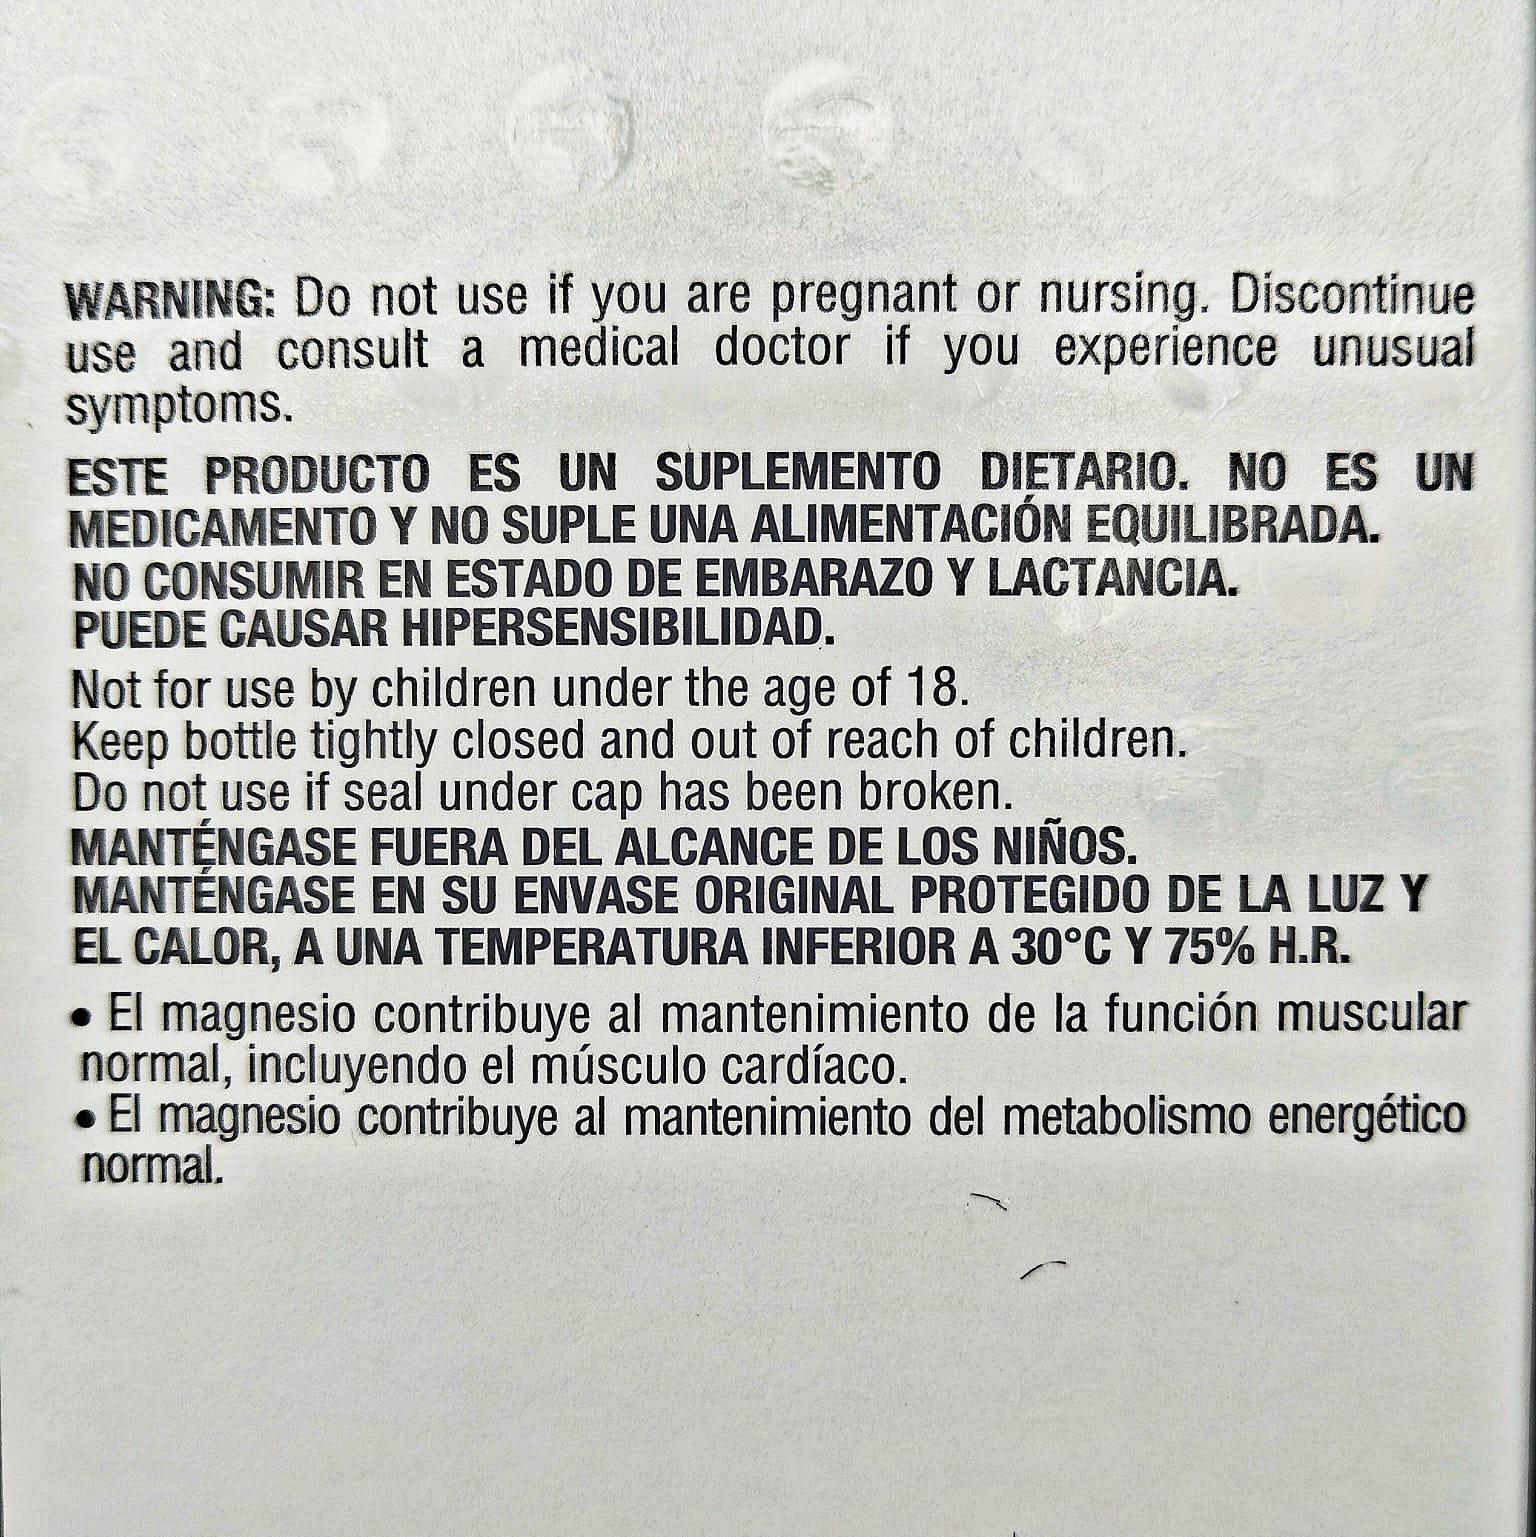 WARNING: Do not use if you are pregnant or nursing. Discontinue
use and consult a medical doctor if you experience unusual
symptoms.
ESTE PRODUCTO ES UN SUPLEMENTO DIETARIO. NO ES UN
MEDICAMENTO Y NO SUPLE UNA ALIMENTACIÓN EQUILIBRADA.
NO CONSUMIR EN ESTADO DE EMBARAZO Y LACTANCIA.
PUEDE CAUSAR HIPERSENSIBILIDAD.
Not for use by children under the age of 18.
Keep bottle tightly closed and out of reach of children.
Do not use if seal under cap has been broken.
MANTÉNGASE FUERA DEL ALCANCE DE LOS NIÑOS.
MANTÉNGASE EN SU ENVASE ORIGINAL PROTEGIDO DE LA LUZ Y
EL CALOR, A UNA TEMPERATURA INFERIOR A 30°C Y 75% H.R.
• El magnesio contribuye al mantenimiento de la función muscular
normal, incluyendo el músculo cardíaco.
• El magnesio contribuye al mantenimiento del metabolismo energético
normal.